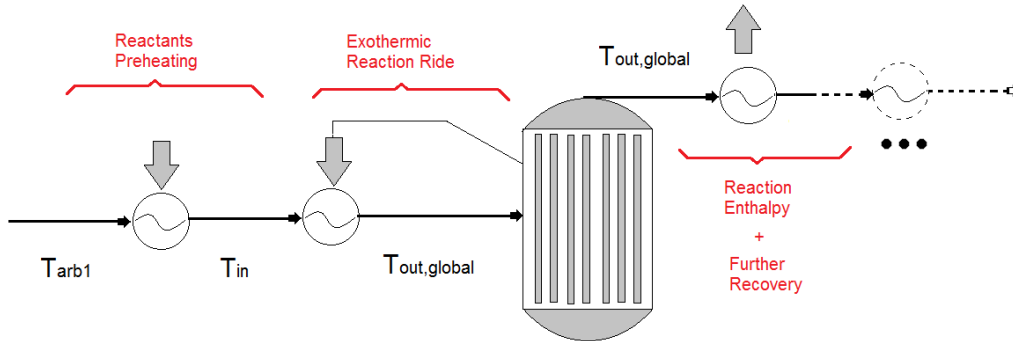 Reactants
Preheating
Exothermic
Reaction Ride
Tout,global
Tarb1
Tin
Tout,global
Reaction
Enthalpy
+
Further
Recovery